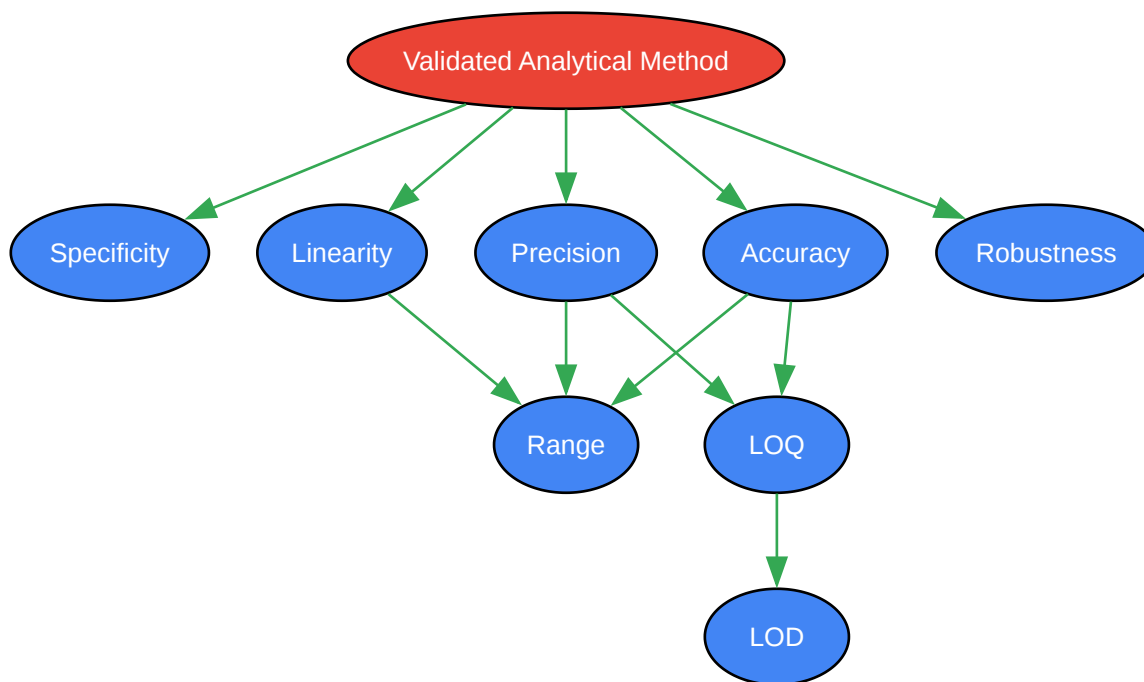 Validated Analytical Method
Specificity
Linearity
Precision
Accuracy
Robustness
Range
LOQ
LOD